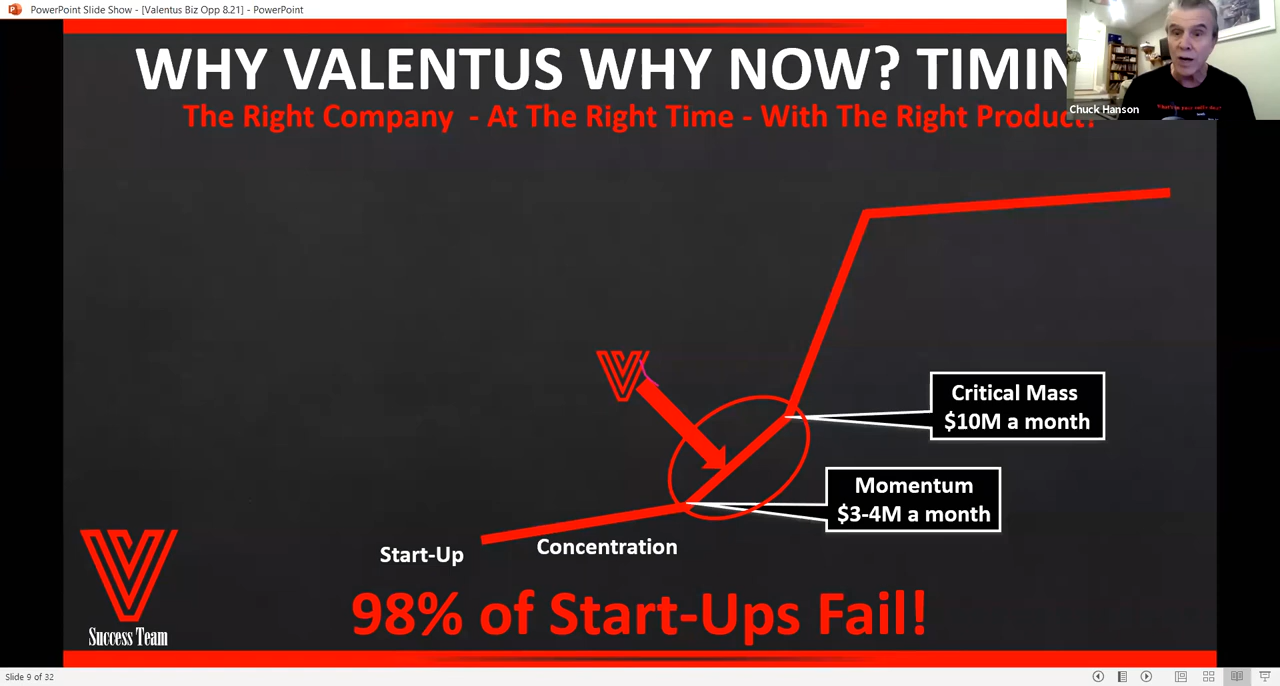 PowerPoint Slide Show - [Valentus Biz Opp 8.21] - PowerPoint
WHY VALENTUS WHY NOW? TIMIN
The Right Company - At The Right Time - With The Right Product!
Chuck Hanson
Critical Mass
$10M a month
Momentum
$3-4M a month
Start-Up
Concentration
98% of Start-Ups Fail!
Success Team
Slide 9 of 32